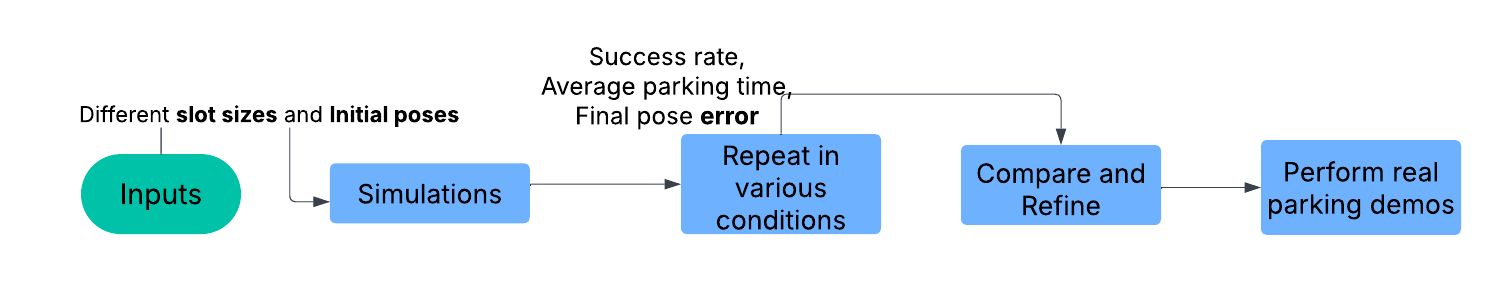 Different slot sizes and Initial poses
Inputs
Simulations
Success rate,
Average parking time,
Final pose error
Repeat in
various
conditions
Compare and
Refine
Perform real
parking demos